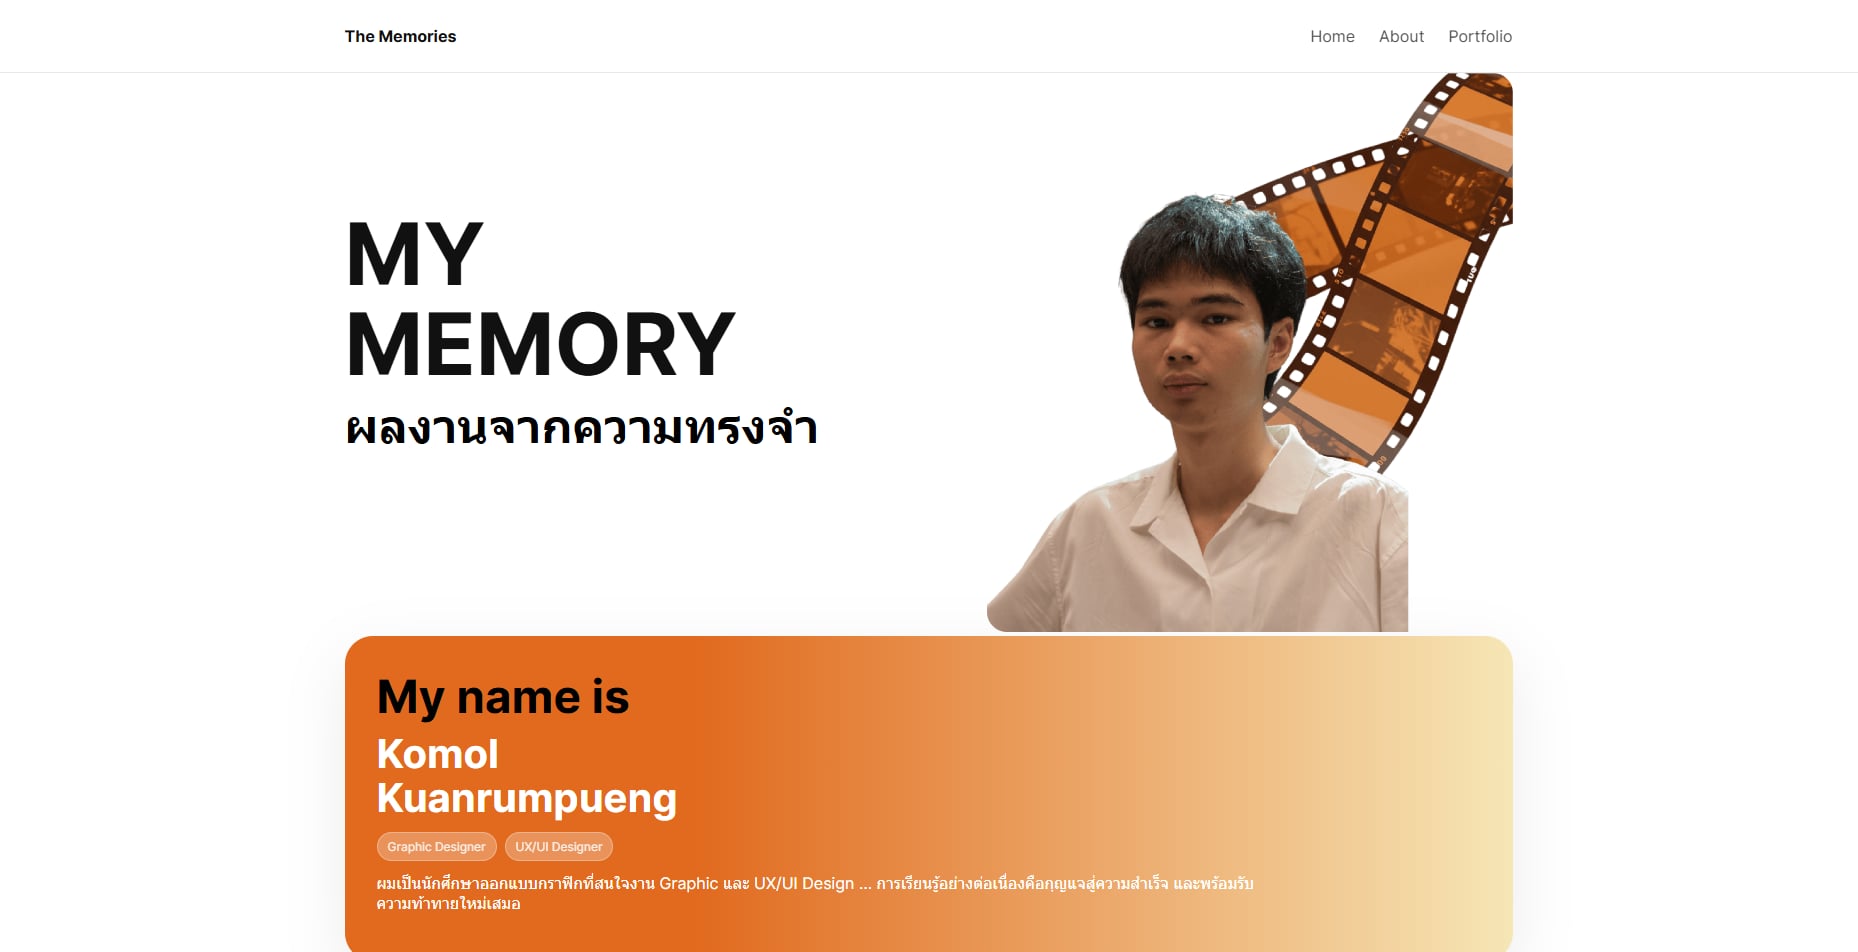 The Memories
Home About Portfolio
MY
MEMORY
ผลงานจากความทรงจำ
My name is
Komol
Kuanrumpueng
Graphic Designer UX/UI Designer
ผมเป็นนักศึกษาออกแบบกราฟิกที่สนใจงาน Graphic และ UX/UI Design ... การเรียนรู้อย่างต่อเนื่องคือกุญแจสู่ความสำเร็จ และพร้อมรับ
ความท้าทายใหม่เสมอ